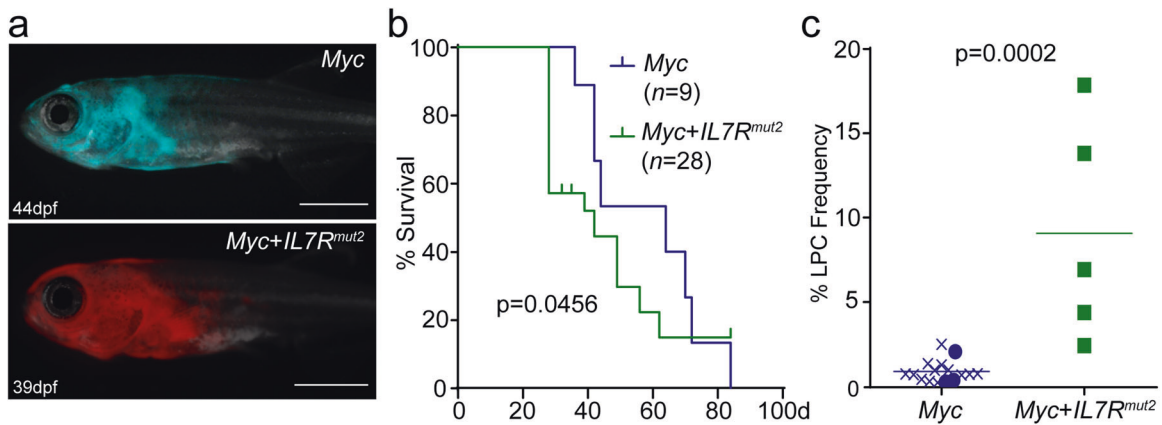 a
Myc
44dpf
Myc+IL7Rmut2
39dpf
b
% Survival
100
80
60
40
20
0
0 20 40 60 80 100d
Myc
(n=9)
Myc+IL7Rmut2
(n=28)
p=0.0456
c
% LPC Frequency
20
15
10
5
0
p=0.0002
Myc Myc+IL7Rmut2